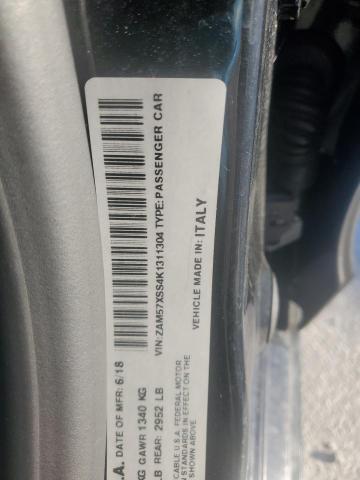 .A. DATE OF MFR: 6/18
KG GAWR 1340 KG
LB REAR: 2952 LB
CABLE U.S.A. FEDERAL MOTOR
STANDARDS IN EFFECT ON THE
SHOWN ABOVE
VIN: ZAM57XSS4K1311304 TYPE: PASSENGER CAR
VEHICLE MADE IN: ITALY